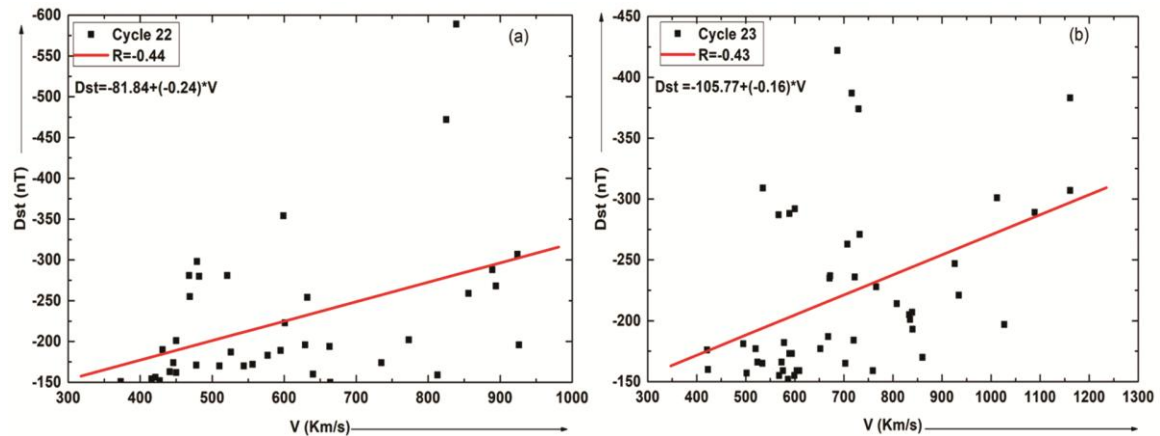 -600
-550
-500
-450
-400
-350
-300
-250
-200
-150
Dst (nT)
Cycle 22
R=-0.44
(a)
Dst=-81.84+(-0.24)*V
300 400 500 600 700 800 900 1000
V (Km/s)
-450
-400
-350
-300
-250
-200
-150
Dst (nT)
Cycle 23
R=-0.43
(b)
Dst =-105.77+(-0.16)*V
300 400 500 600 700 800 900 1000 1100 1200 1300
V (Km/s)